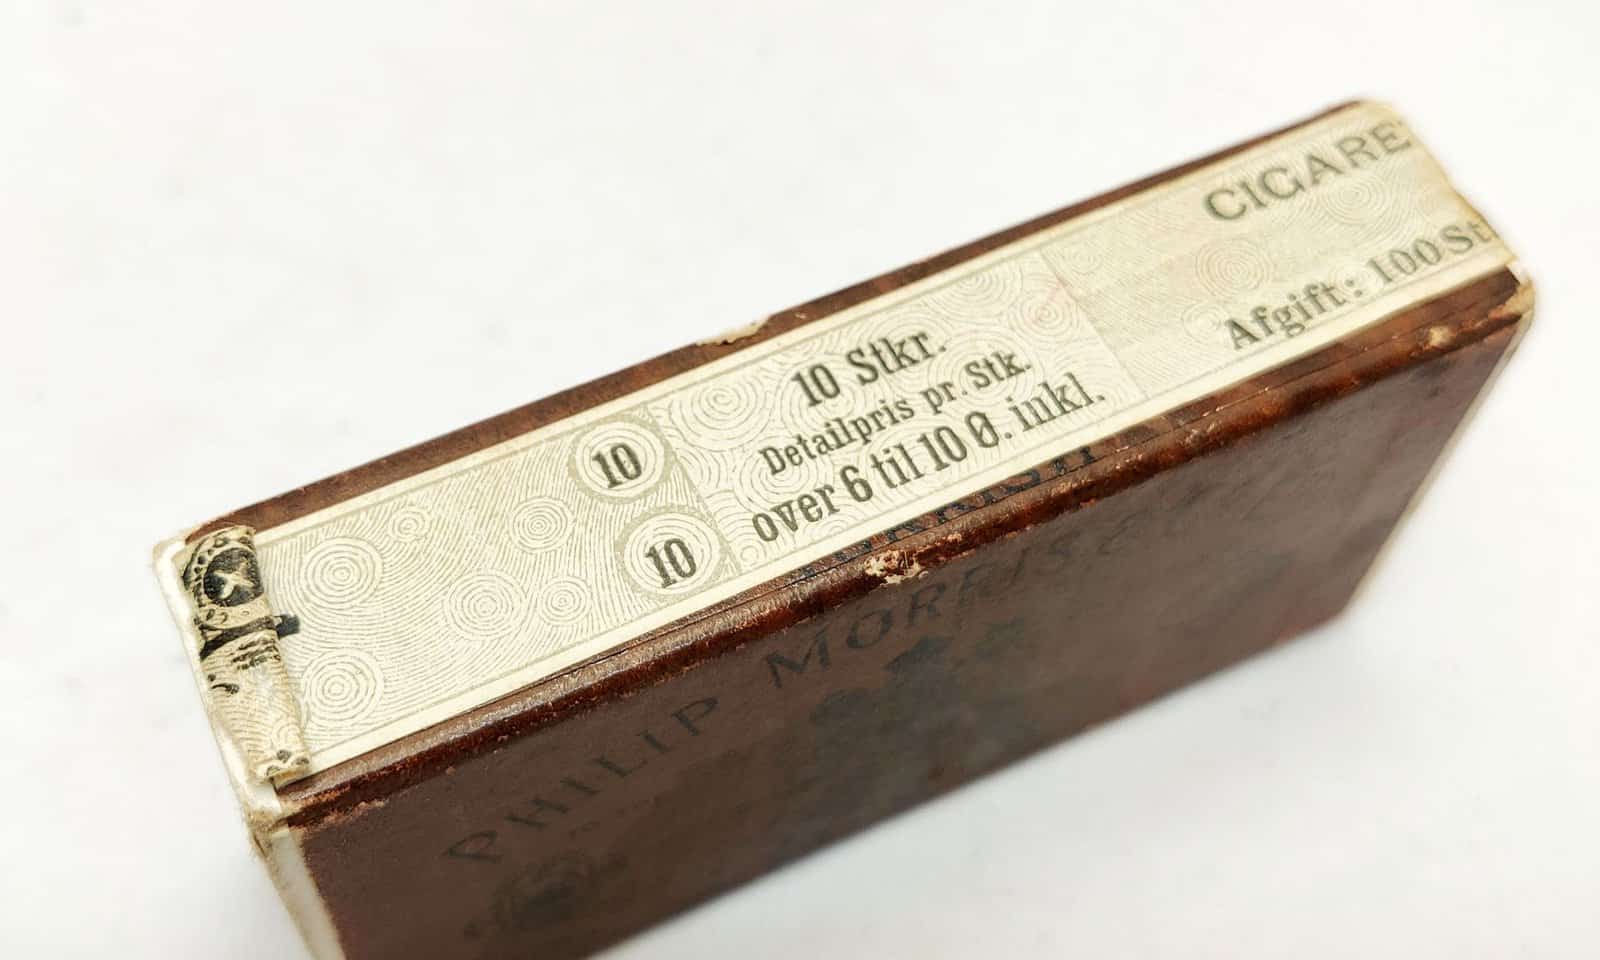 10
10
10 Stkr.
Detailpris pr. Stk.
over 6 til 10 Ø. inkl.
CIGARE
Afgift: 100 St
PHILIP MORRIS &